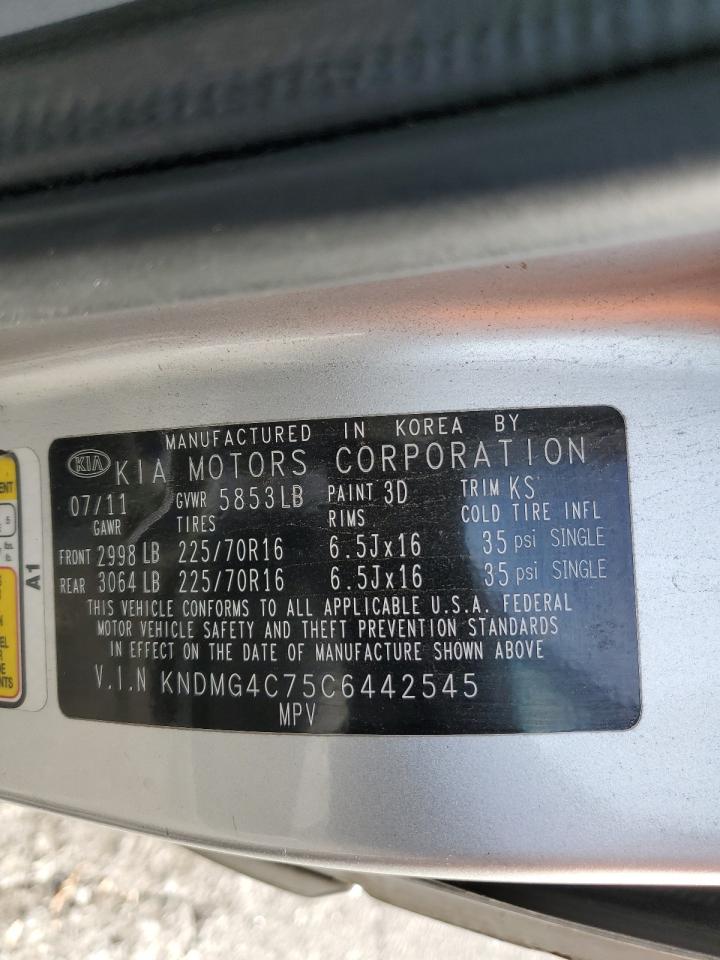 MANUFACTURED IN KOREA BY
KIA KIA MOTORS CORPORATION
07/11 GVWR 5853LB PAINT 3D TRIM KS
GAWR TIRES RIMS COLD TIRE INFL
FRONT 2998 LB 225/70R16 6.5Jx16 35 psi SINGLE
REAR 3064 LB 225/70R16 6.5Jx16 35 psi SINGLE
THIS VEHICLE CONFORMS TO ALL APPLICABLE U.S.A. FEDERAL
MOTOR VEHICLE SAFETY AND THEFT PREVENTION STANDARDS
IN EFFECT ON THE DATE OF MANUFACTURE SHOWN ABOVE
V.I.N KNDMG4C75C6442545
MPV
A1